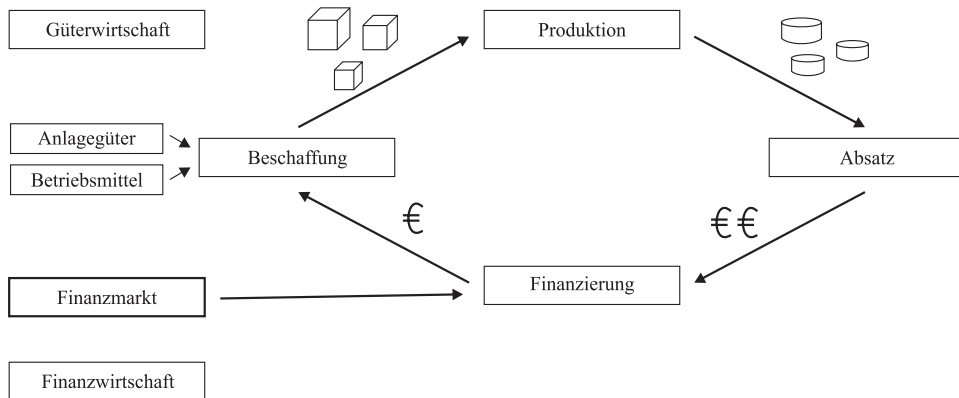 Güterwirtschaft
Produktion
Anlagegüter
Betriebsmittel
Beschaffung
Absatz
€
€ €
Finanzmarkt
Finanzierung
Finanzwirtschaft